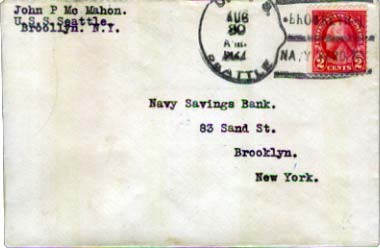 John P Mc Mahon.
U.S.S.Seattle.
Broollyn. N.Y.
AUG
30
A.M.
SEATTLE
NAVY
2 CENTS 2
Navy Savings Bank.
83 Sand St.
Brooklyn.
New York.